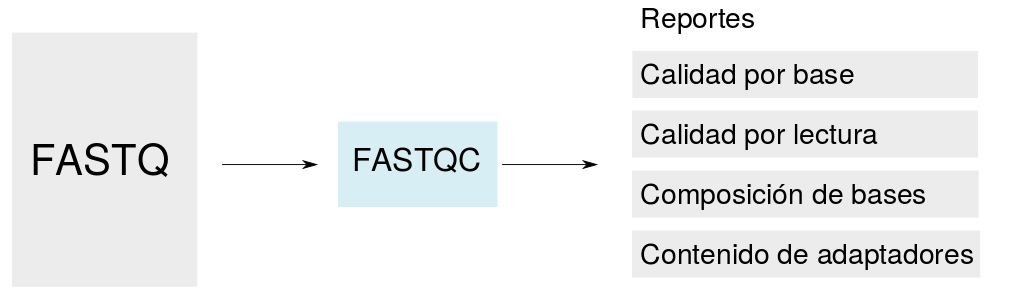 FASTQ
FASTQC
Reportes
Calidad por base
Calidad por lectura
Composición de bases
Contenido de adaptadores